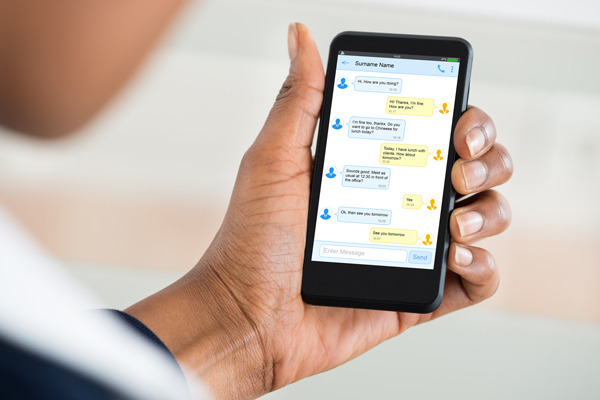 Surname Name
Hi, How are you doing?
Hi! Thanks, I'm fine.
How are you?
I'm fine too, thanks. Do you
want to go to Chineese for
lunch today?
Today, I have lunch with
clients. How about
tomorrow?
Sounds good. Meet as
usual at 12.30 in front of
the office?
Yes
Ok, then see you tomorrow
See you tomorrow
Enter Message
Send